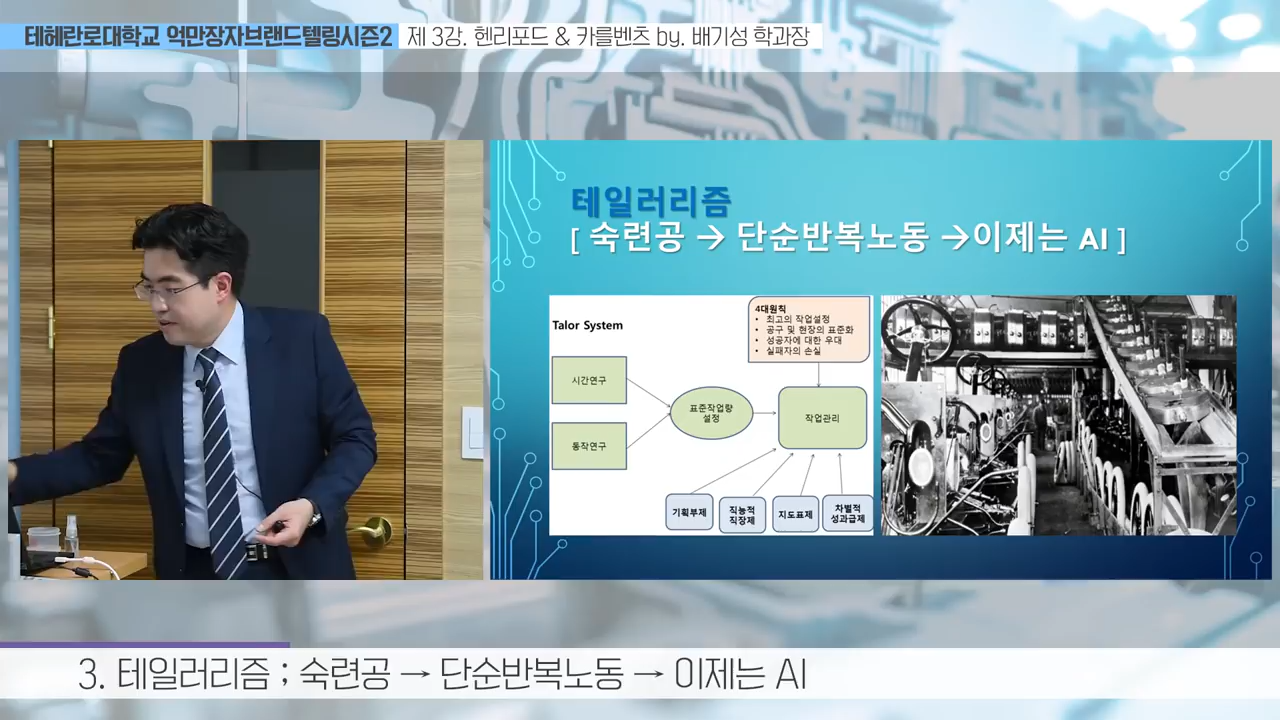 테헤란로대학교 억만장자브랜드텔링시즌2 제 3강. 헨리포드 & 카를벤츠 by. 배기성 학과장
테일러리즘
[ 숙련공 → 단순반복노동 →이제는 AI ]
Talor System
4대원칙
• 최고의 작업설정
• 공구 및 현장의 표준화
• 성공자에 대한 우대
• 실패자의 손실
시간연구
동작연구
표준작업량
설정
작업관리
기획부제
직능적
직장제
지도표제
차별적
성과급제
3. 테일러리즘 ; 숙련공 → 단순반복노동 → 이제는 AI